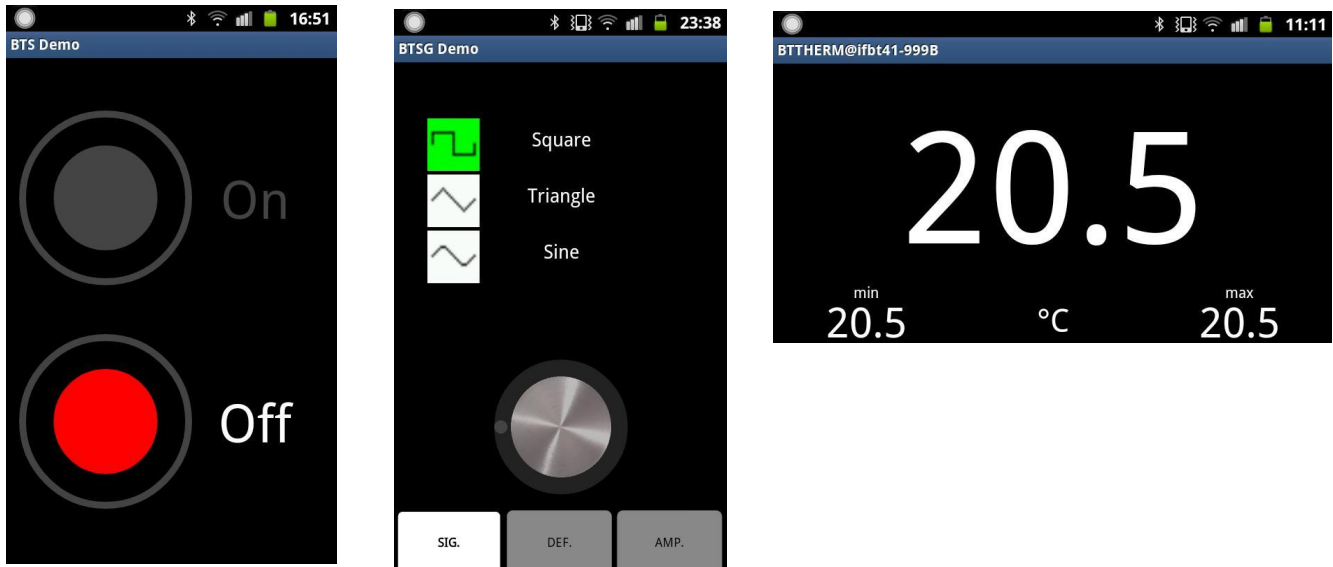 16:51
BTS Demo
On
Off
23:38
BTSG Demo
Square
Triangle
Sine
SIG. DEF. AMP.
11:11
BTTHERM@ifbt41-999B
20.5
min max
20.5 °C 20.5